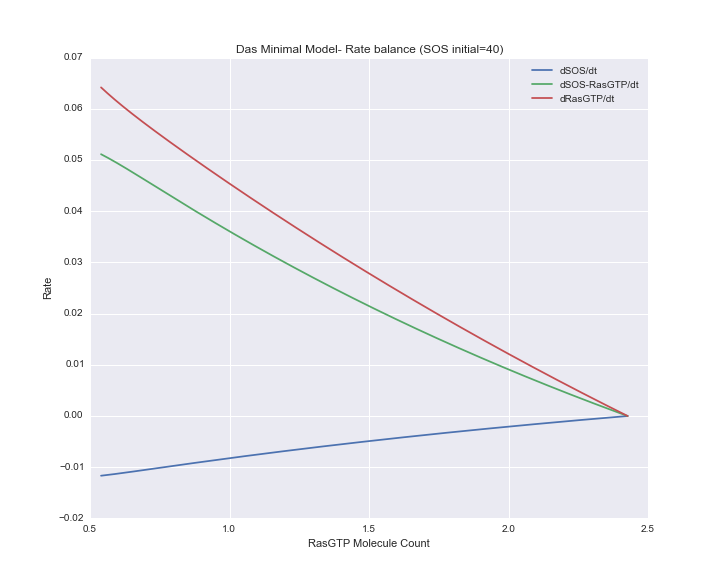 Das Minimal Model- Rate balance (SOS initial=40)
dSOS/dt
dSOS-RasGTP/dt
dRasGTP/dt
0.07
0.06
0.05
0.04
0.03
0.02
0.01
0.00
−0.01
−0.02
Rate
0.5 1.0 1.5 2.0 2.5
RasGTP Molecule Count